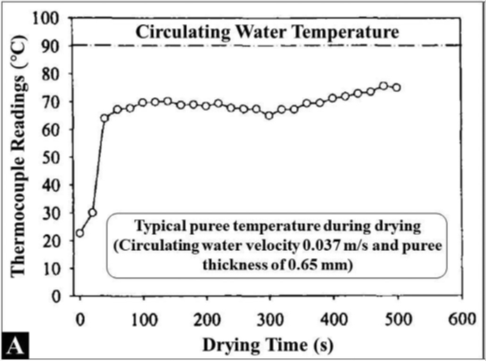 100
90
80
70
60
50
40
30
20
10
0
Thermocouple Readings (°C)
Circulating Water Temperature
Typical puree temperature during drying
(Circulating water velocity 0.037 m/s and puree
thickness of 0.65 mm)
0 100 200 300 400 500 600
Drying Time (s)
A